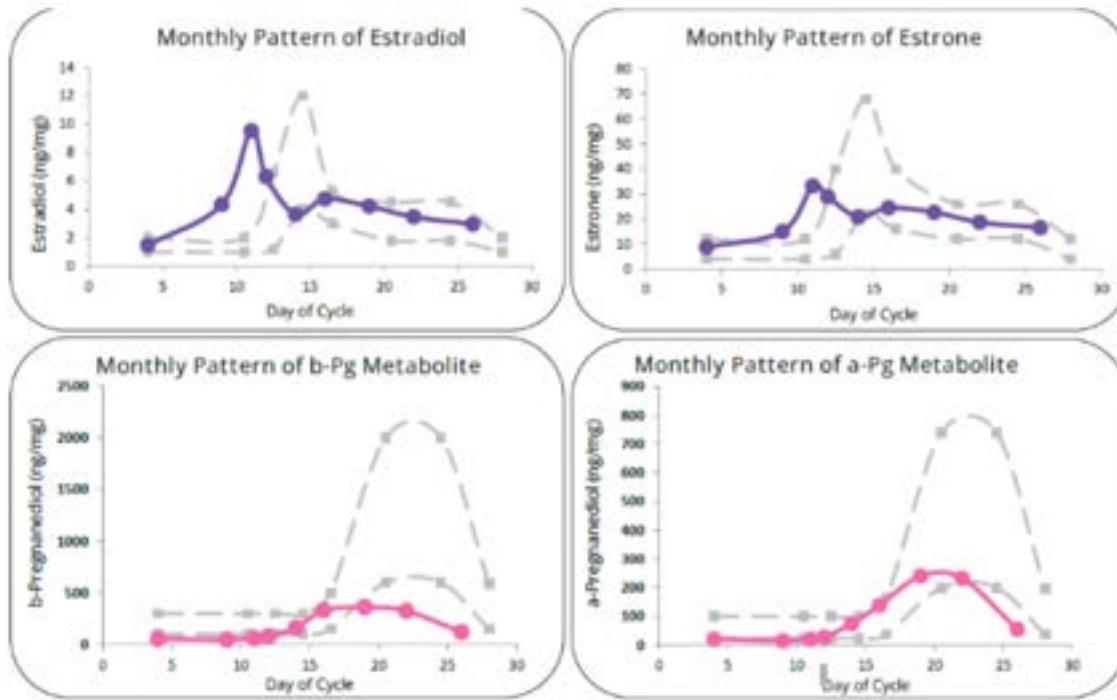 Monthly Pattern of Estradiol
Estradiol (ng/mg)
14
12
10
8
6
4
2
0
0 5 10 15 20 25 30
Day of Cycle
Monthly Pattern of Estrone
Estrone (ng/mg)
80
70
60
50
40
30
20
10
0
0 5 10 15 20 25 30
Day of Cycle
Monthly Pattern of b-Pg Metabolite
b-Pregnanediol (ng/mg)
2500
2000
1500
1000
500
0
0 5 10 15 20 25 30
Day of Cycle
Monthly Pattern of a-Pg Metabolite
a-Pregnanediol (ng/mg)
900
800
700
600
500
400
300
200
100
0
0 5 10 15 20 25 30
Day of Cycle